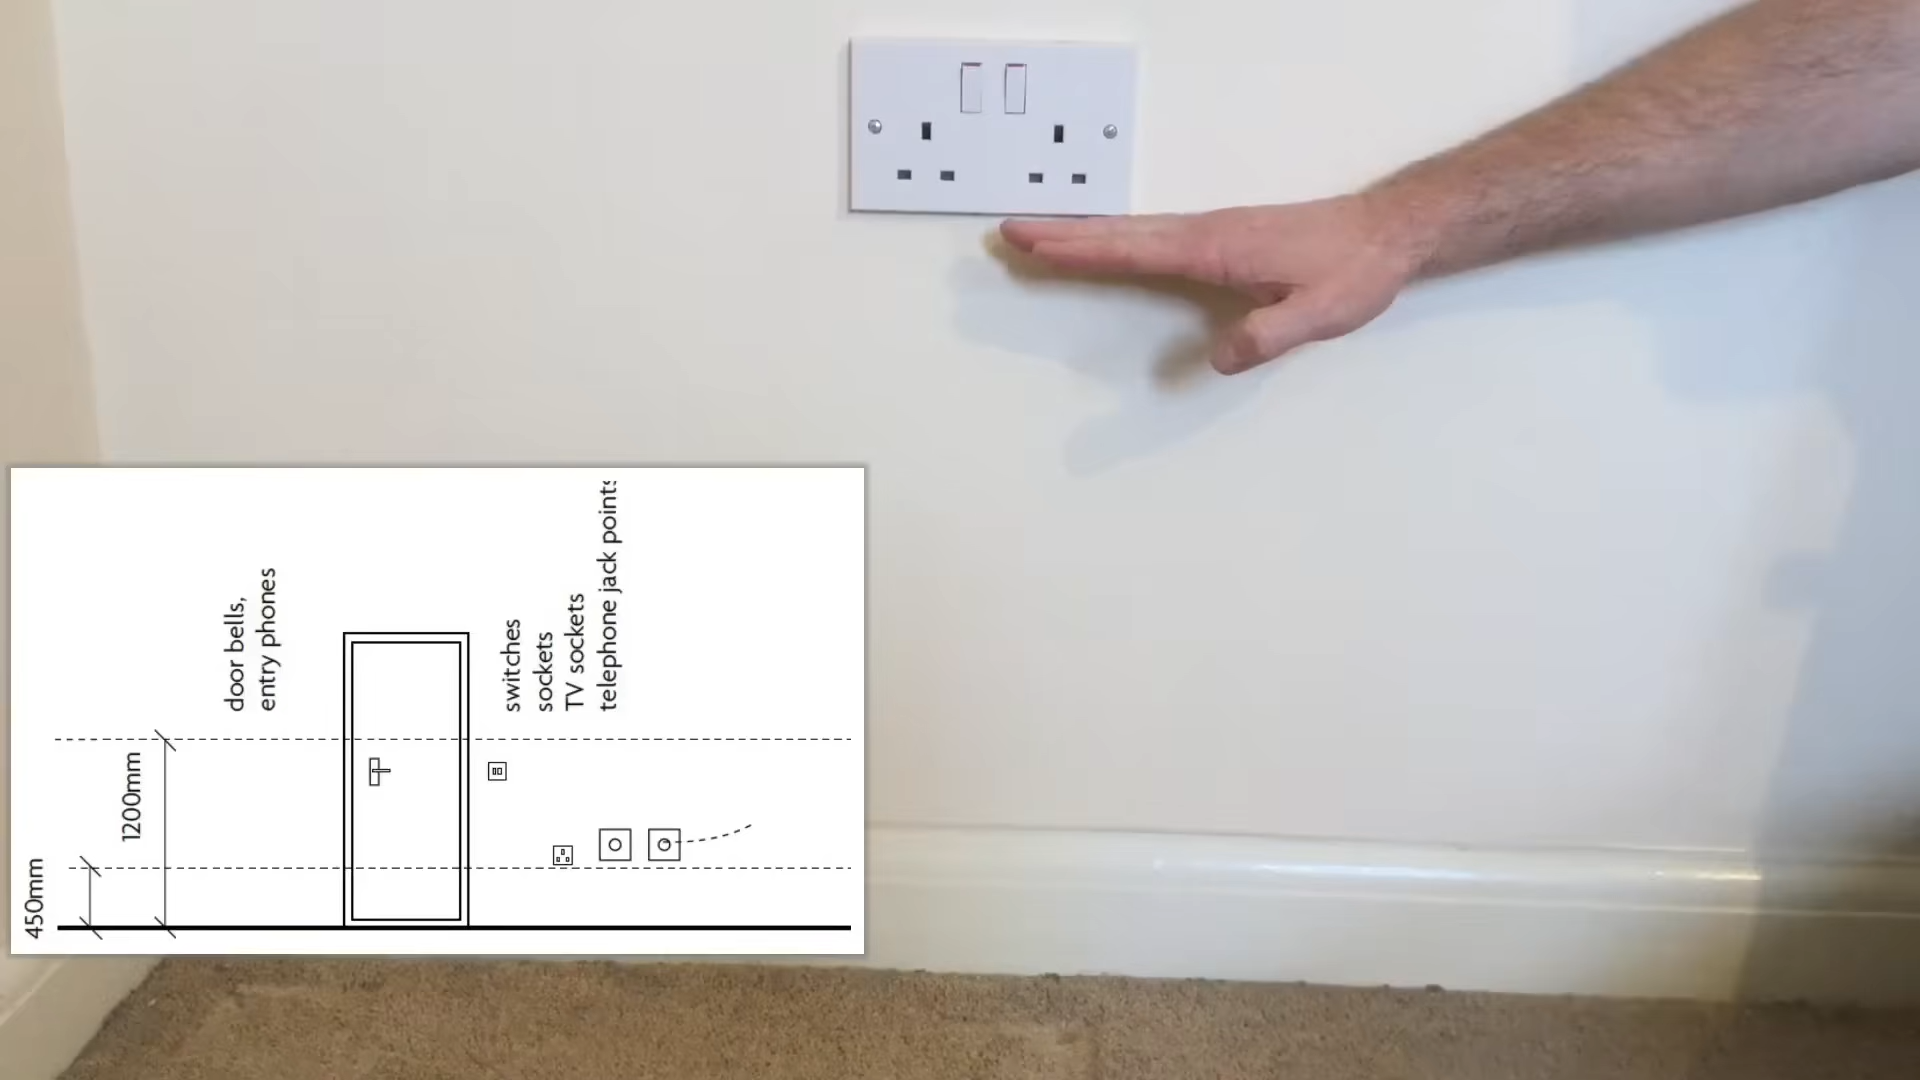 door bells,
entry phones
switches
sockets
TV sockets
telephone jack points
1200mm
450mm